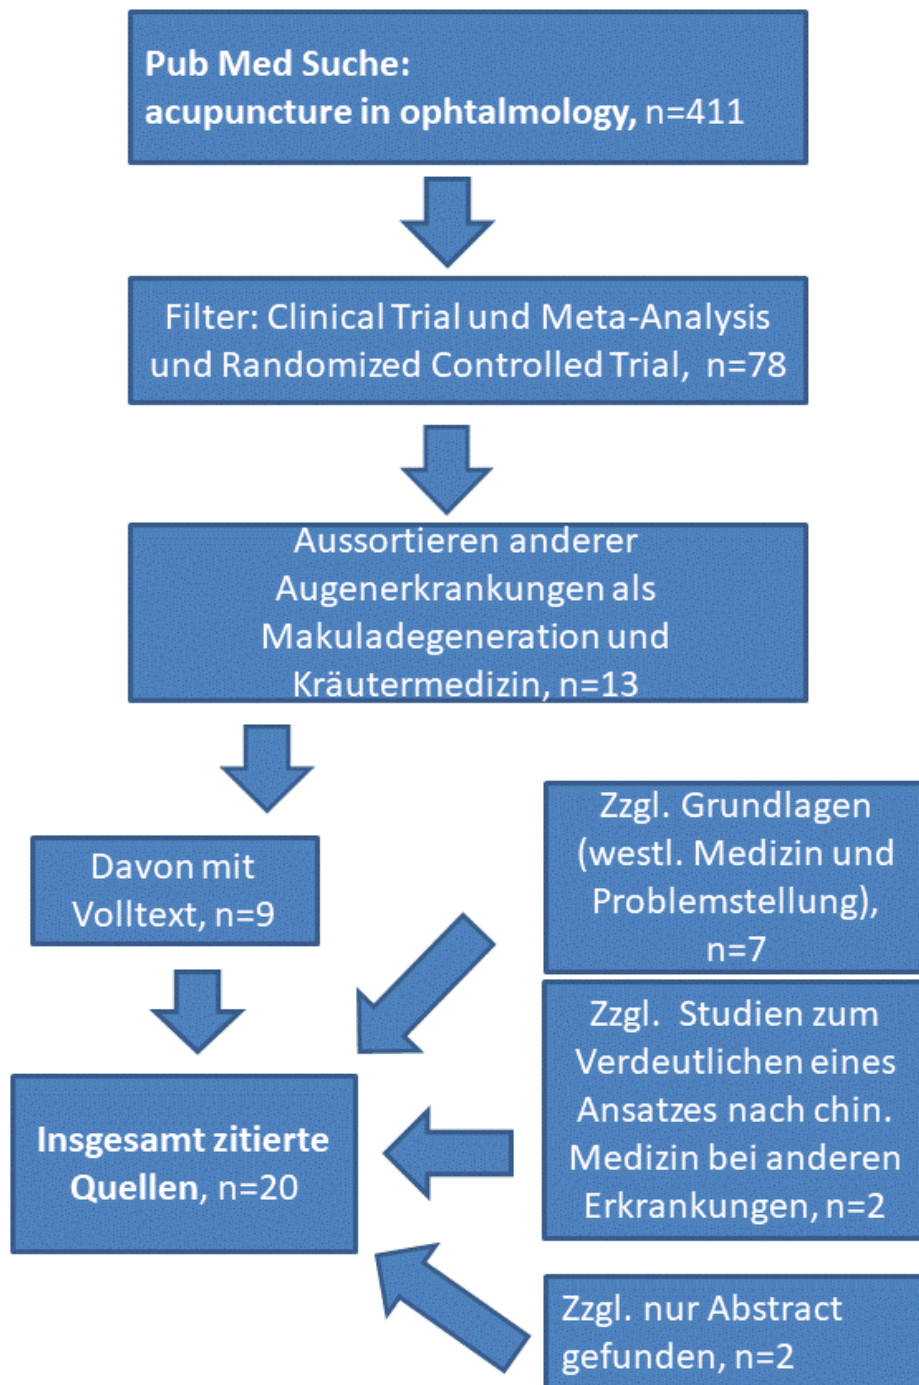 Pub Med Suche:
acupuncture in ophtalmology, n=411
Filter: Clinical Trial und Meta-Analysis
und Randomized Controlled Trial, n=78
Aussortieren anderer
Augenerkrankungen als
Makuladegeneration und
Kräutermedizin, n=13
Davon mit
Volltext, n=9
Zzgl. Grundlagen
(westl. Medizin und
Problemstellung),
n=7
Zzgl. Studien zum
Verdeutlichen eines
Ansatzes nach chin.
Medizin bei anderen
Erkrankungen, n=2
Insgesamt zitierte
Quellen, n=20
Zzgl. nur Abstract
gefunden, n=2